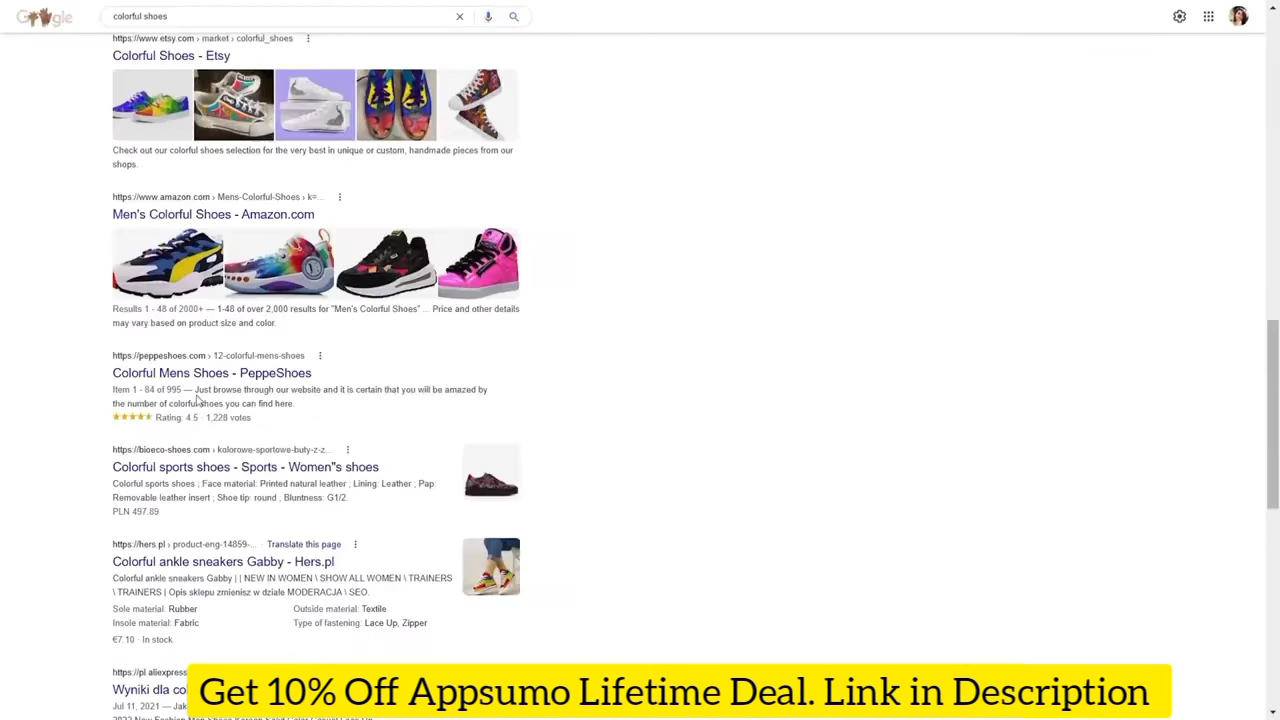 colorful shoes
https://www.etsy.com › market › colorful_shoes
Colorful Shoes - Etsy
Check out our colorful shoes selection for the very best in unique or custom, handmade pieces from our
shops.
https://www.amazon.com › Mens-Colorful-Shoes › k=...
Men's Colorful Shoes - Amazon.com
Results 1 - 48 of 2000+ — 1-48 of over 2,000 results for "Men's Colorful Shoes" ... Price and other details
may vary based on product size and color.
https://peppeshoes.com › 12-colorful-mens-shoes
Colorful Mens Shoes - PeppeShoes
Item 1 - 84 of 995 — Just browse through our website and it is certain that you will be amazed by
the number of colorful shoes you can find here.
Rating: 4.5 · 1,228 votes
https://bioeco-shoes.com › kolorowe-sportowe-buty-z-z...
Colorful sports shoes - Sports - Women"s shoes
Colorful sports shoes ; Face material: Printed natural leather ; Lining: Leather ; Pap:
Removable leather insert ; Shoe tip: round ; Bluntness: G1/2.
PLN 497.89
https://hers.pl › product-eng-14859-... · Translate this page
Colorful ankle sneakers Gabby - Hers.pl
Colorful ankle sneakers Gabby | | NEW IN WOMEN \ SHOW ALL WOMEN \ TRAINERS
\ TRAINERS | Opis sklepu zmienisz w dziale MODERACJA \ SEO.
Sole material: Rubber Outside material: Textile
Insole material: Fabric Type of fastening: Lace Up, Zipper
€7.10 · In stock
https://pl.aliexpress
Wyniki dla co
Jul 11, 2021 — Jak
Get 10% Off Appsumo Lifetime Deal. Link in Description